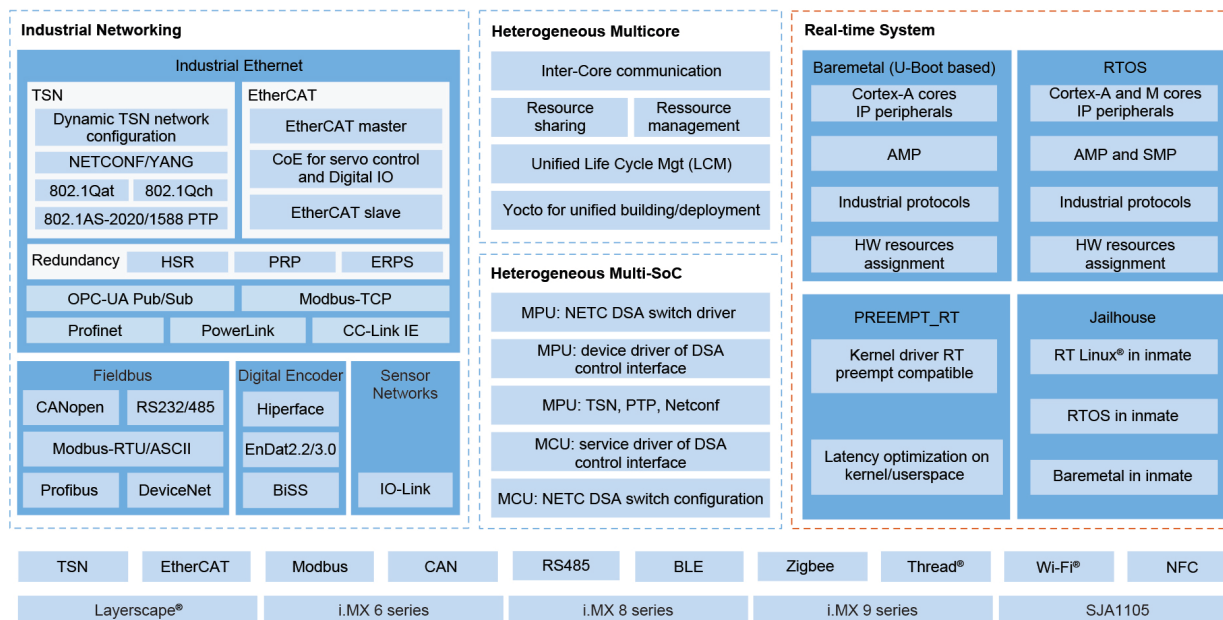 Industrial Networking
Industrial Ethernet
TSN
Dynamic TSN network
configuration
NETCONF/YANG
802.1Qat
802.1Qch
802.1AS-2020/1588 PTP
EtherCAT
EtherCAT master
CoE for servo control
and Digital IO
EtherCAT slave
Redundancy
HSR
PRP
ERPS
OPC-UA Pub/Sub
Modbus-TCP
Profinet
PowerLink
CC-Link IE
Fieldbus
CANopen
RS232/485
Modbus-RTU/ASCII
Profibus
DeviceNet
Digital Encoder
Hiperface
EnDat2.2/3.0
BiSS
Sensor
Networks
IO-Link
Heterogeneous Multicore
Inter-Core communication
Resource
sharing
Ressource
management
Unified Life Cycle Mgt (LCM)
Yocto for unified building/deployment
Heterogeneous Multi-SoC
MPU: NETC DSA switch driver
MPU: device driver of DSA
control interface
MPU: TSN, PTP, Netconf
MCU: service driver of DSA
control interface
MCU: NETC DSA switch configuration
Real-time System
Baremetal (U-Boot based)
Cortex-A cores
IP peripherals
AMP
Industrial protocols
HW resources
assignment
RTOS
Cortex-A and M cores
IP peripherals
AMP and SMP
Industrial protocols
HW resources
assignment
PREEMPT_RT
Kernel driver RT
preempt compatible
Latency optimization on
kernel/userspace
Jailhouse
RT Linux® in inmate
RTOS in inmate
Baremetal in inmate
TSN
EtherCAT
Modbus
CAN
RS485
BLE
Zigbee
Thread®
Wi-Fi®
NFC
Layerscape®
i.MX 6 series
i.MX 8 series
i.MX 9 series
SJA1105